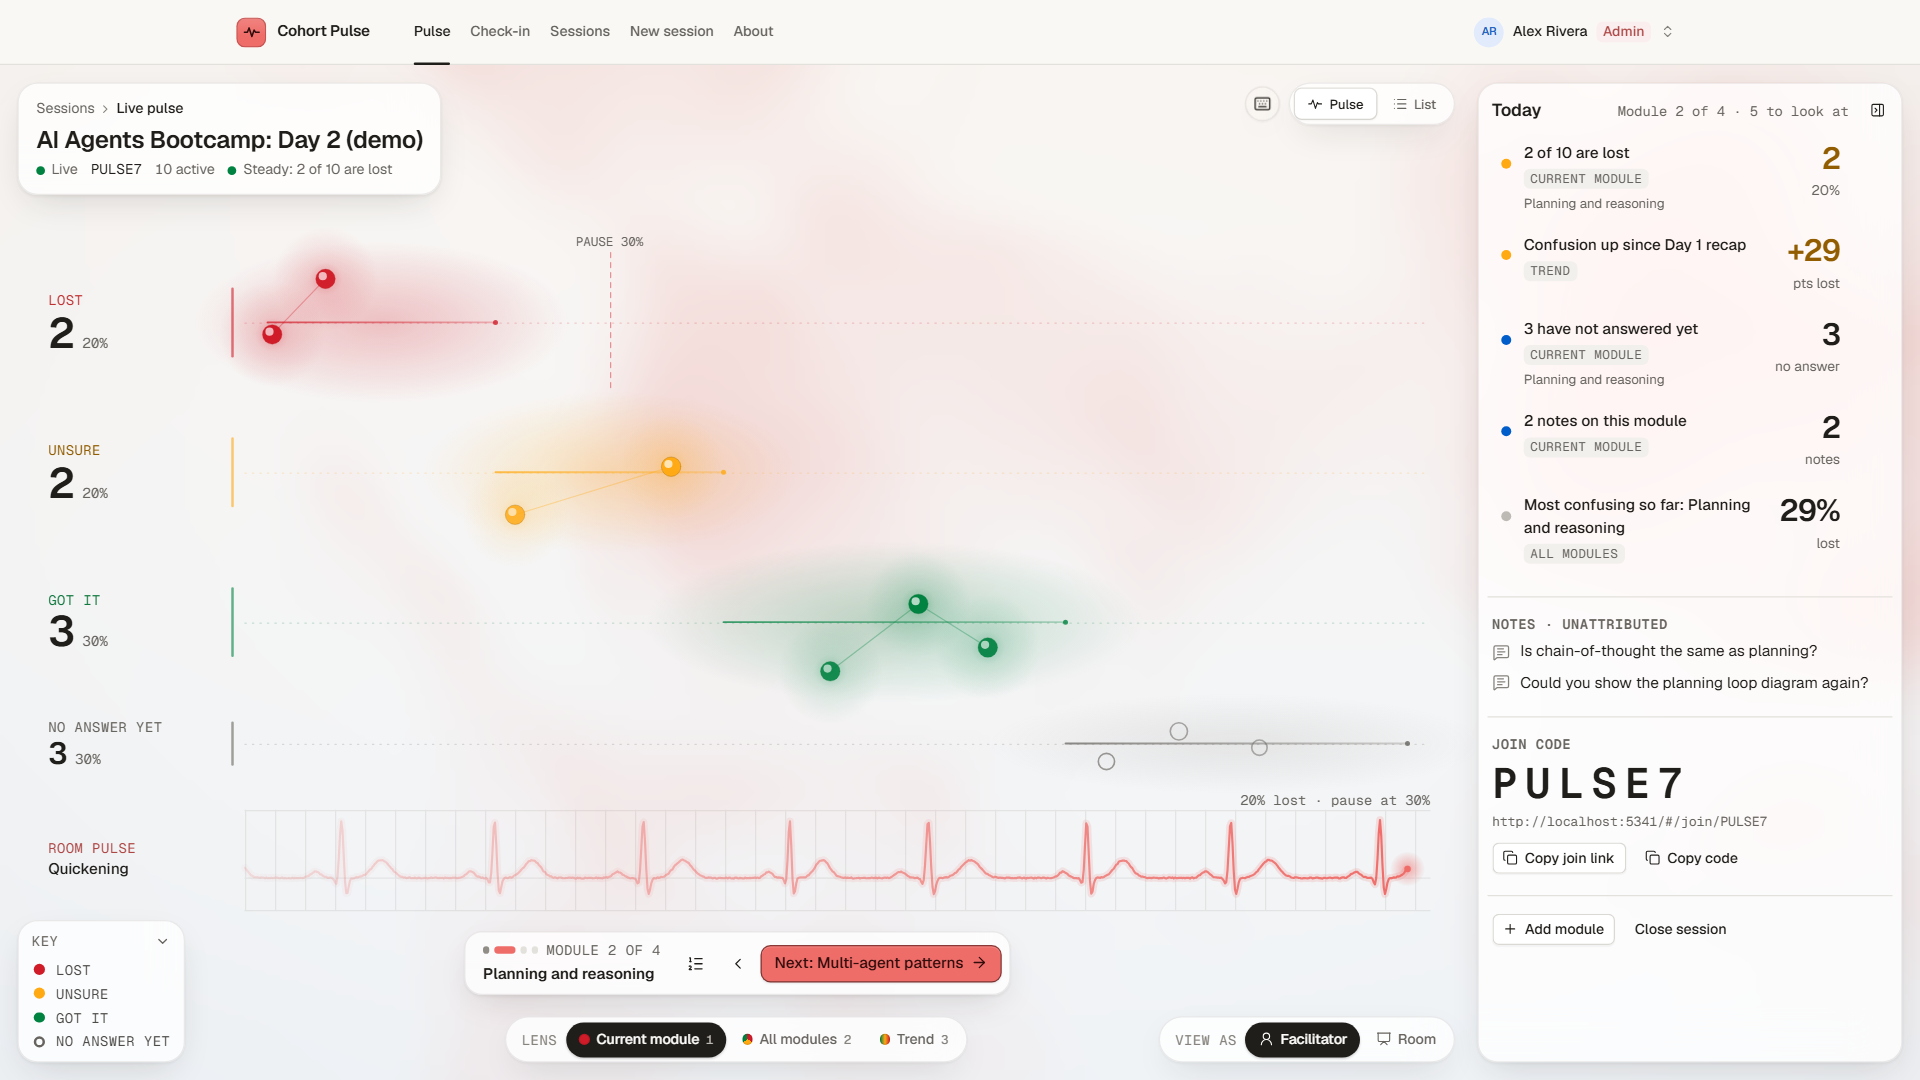 Cohort Pulse
Pulse
Check-in
Sessions
New session
About
AR
Alex Rivera
Admin
Sessions > Live pulse
AI Agents Bootcamp: Day 2 (demo)
Live PULSE7 10 active Steady: 2 of 10 are lost
Pulse
List
PAUSE 30%
LOST
2 20%
UNSURE
2 20%
GOT IT
3 30%
NO ANSWER YET
3 30%
20% lost · pause at 30%
ROOM PULSE
Quickening
KEY
LOST
UNSURE
GOT IT
NO ANSWER YET
MODULE 2 OF 4
Planning and reasoning
Next: Multi-agent patterns
LENS
Current module 1
All modules 2
Trend 3
VIEW AS
Facilitator
Room
Today
Module 2 of 4 · 5 to look at
2 of 10 are lost
CURRENT MODULE
Planning and reasoning
2
20%
Confusion up since Day 1 recap
TREND
+29
pts lost
3 have not answered yet
CURRENT MODULE
Planning and reasoning
3
no answer
2 notes on this module
CURRENT MODULE
2
notes
Most confusing so far: Planning
and reasoning
ALL MODULES
29%
lost
NOTES · UNATTRIBUTED
Is chain-of-thought the same as planning?
Could you show the planning loop diagram again?
JOIN CODE
PULSE7
http://localhost:5341/#/join/PULSE7
Copy join link
Copy code
Add module
Close session